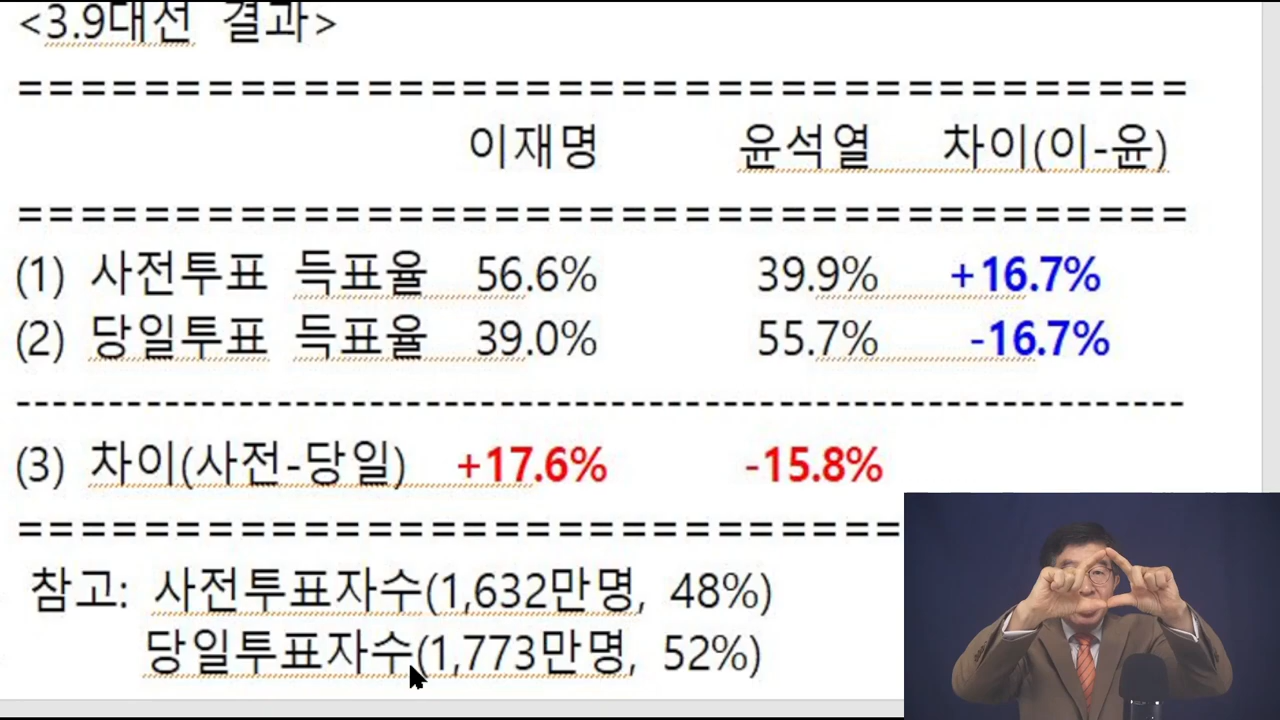 <3.9대선 결과>
=====================================
이재명 윤석열 차이(이-윤)
=====================================
(1) 사전투표 득표율 56.6% 39.9% +16.7%
(2) 당일투표 득표율 39.0% 55.7% -16.7%
--------------------------------------------------------------
(3) 차이(사전-당일) +17.6% -15.8%
============================
참고: 사전투표자수(1,632만명, 48%)
당일투표자수(1,773만명, 52%)